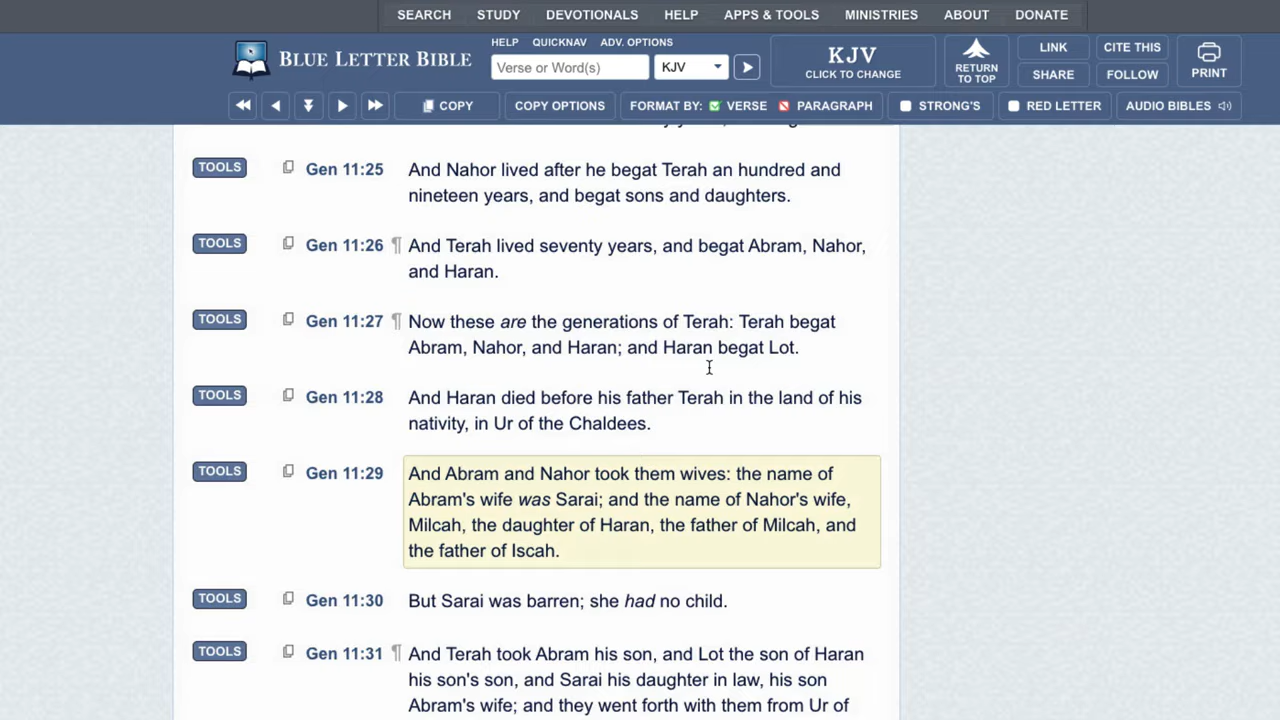 SEARCH STUDY DEVOTIONALS HELP APPS & TOOLS MINISTRIES ABOUT DONATE
BLUE LETTER BIBLE
HELP QUICKNAV ADV. OPTIONS
Verse or Word(s) KJV
KJV
CLICK TO CHANGE
RETURN
TO TOP
LINK
SHARE
CITE THIS
FOLLOW
PRINT
COPY COPY OPTIONS FORMAT BY: VERSE PARAGRAPH STRONG'S RED LETTER AUDIO BIBLES
TOOLS Gen 11:25 And Nahor lived after he begat Terah an hundred and
nineteen years, and begat sons and daughters.
TOOLS Gen 11:26 ¶ And Terah lived seventy years, and begat Abram, Nahor,
and Haran.
TOOLS Gen 11:27 ¶ Now these are the generations of Terah: Terah begat
Abram, Nahor, and Haran; and Haran begat Lot.
TOOLS Gen 11:28 And Haran died before his father Terah in the land of his
nativity, in Ur of the Chaldees.
TOOLS Gen 11:29 And Abram and Nahor took them wives: the name of
Abram's wife was Sarai; and the name of Nahor's wife,
Milcah, the daughter of Haran, the father of Milcah, and
the father of Iscah.
TOOLS Gen 11:30 But Sarai was barren; she had no child.
TOOLS Gen 11:31 ¶ And Terah took Abram his son, and Lot the son of Haran
his son's son, and Sarai his daughter in law, his son
Abram's wife; and they went forth with them from Ur of